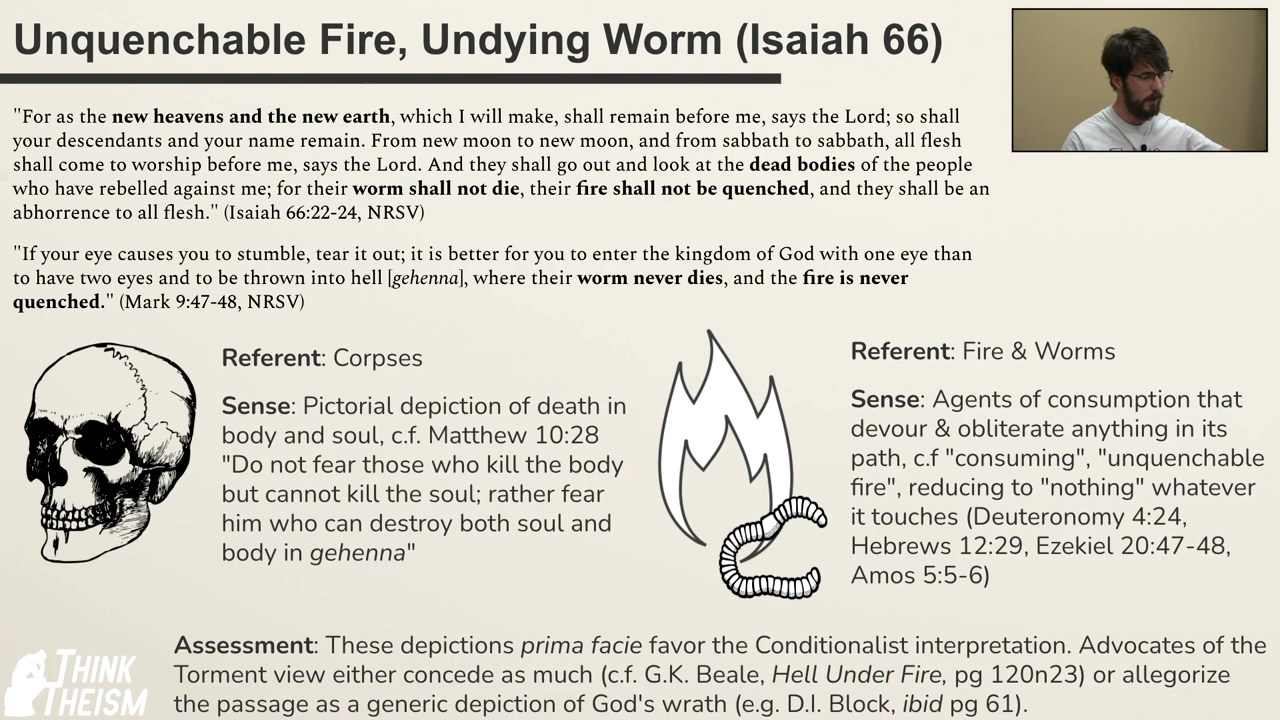 Unquenchable Fire, Undying Worm (Isaiah 66)
"For as the new heavens and the new earth, which I will make, shall remain before me, says the Lord; so shall
your descendants and your name remain. From new moon to new moon, and from sabbath to sabbath, all flesh
shall come to worship before me, says the Lord. And they shall go out and look at the dead bodies of the people
who have rebelled against me; for their worm shall not die, their fire shall not be quenched, and they shall be an
abhorrence to all flesh." (Isaiah 66:22-24, NRSV)
"If your eye causes you to stumble, tear it out; it is better for you to enter the kingdom of God with one eye than
to have two eyes and to be thrown into hell [gehenna], where their worm never dies, and the fire is never
quenched." (Mark 9:47-48, NRSV)
Referent: Corpses
Sense: Pictorial depiction of death in
body and soul, c.f. Matthew 10:28
"Do not fear those who kill the body
but cannot kill the soul; rather fear
him who can destroy both soul and
body in gehenna"
Referent: Fire & Worms
Sense: Agents of consumption that
devour & obliterate anything in its
path, c.f "consuming", "unquenchable
fire", reducing to "nothing" whatever
it touches (Deuteronomy 4:24,
Hebrews 12:29, Ezekiel 20:47-48,
Amos 5:5-6)
Assessment: These depictions prima facie favor the Conditionalist interpretation. Advocates of the
Torment view either concede as much (c.f. G.K. Beale, Hell Under Fire, pg 120n23) or allegorize
the passage as a generic depiction of God's wrath (e.g. D.I. Block, ibid pg 61).
THINK
THEISM